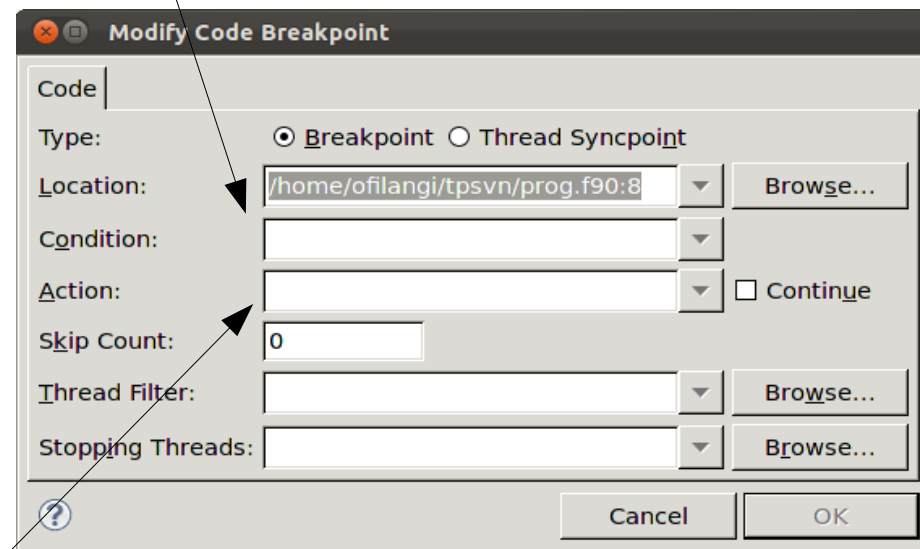 Modify Code Breakpoint
Code
Type: Breakpoint Thread Syncpoint
Location: /home/ofilangi/tpsvn/prog.f90:8 Browse...
Condition:
Action: Continue
Skip Count: 0
Thread Filter: Browse...
Stopping Threads: Browse...
? Cancel OK